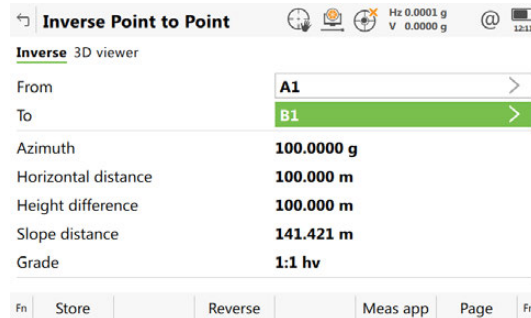 Inverse Point to Point
Hz 0.0001 g
V 0.0000 g
@
Inverse 3D viewer
From A1
To B1
Azimuth 100.0000 g
Horizontal distance 100.000 m
Height difference 100.000 m
Slope distance 141.421 m
Grade 1:1 hv
Fn Store Reverse Meas app Page